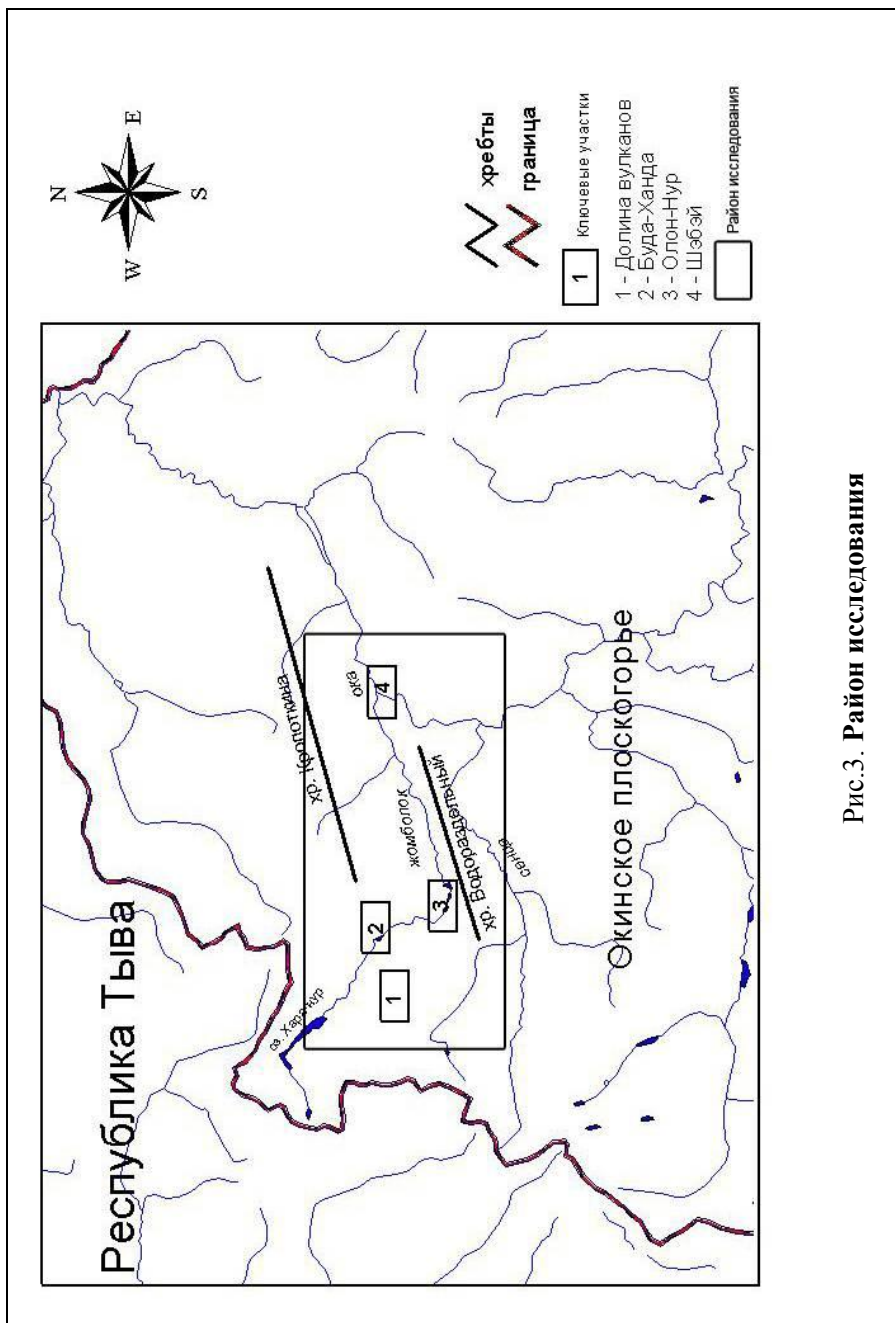 Республика Тыва
оз. Хара-нур
хр. Кропоткина
ока
жомболок
хр. Водораздельный
сенца
Окинское плоскогорье
1
2
3
4
N
W
E
S
хребты
граница
1
Ключевые участки
1 - Долина вулканов
2 - Буда-Ханда
3 - Олон-Нур
4 - Шэбэй
Район исследования
Рис.3. Район исследования